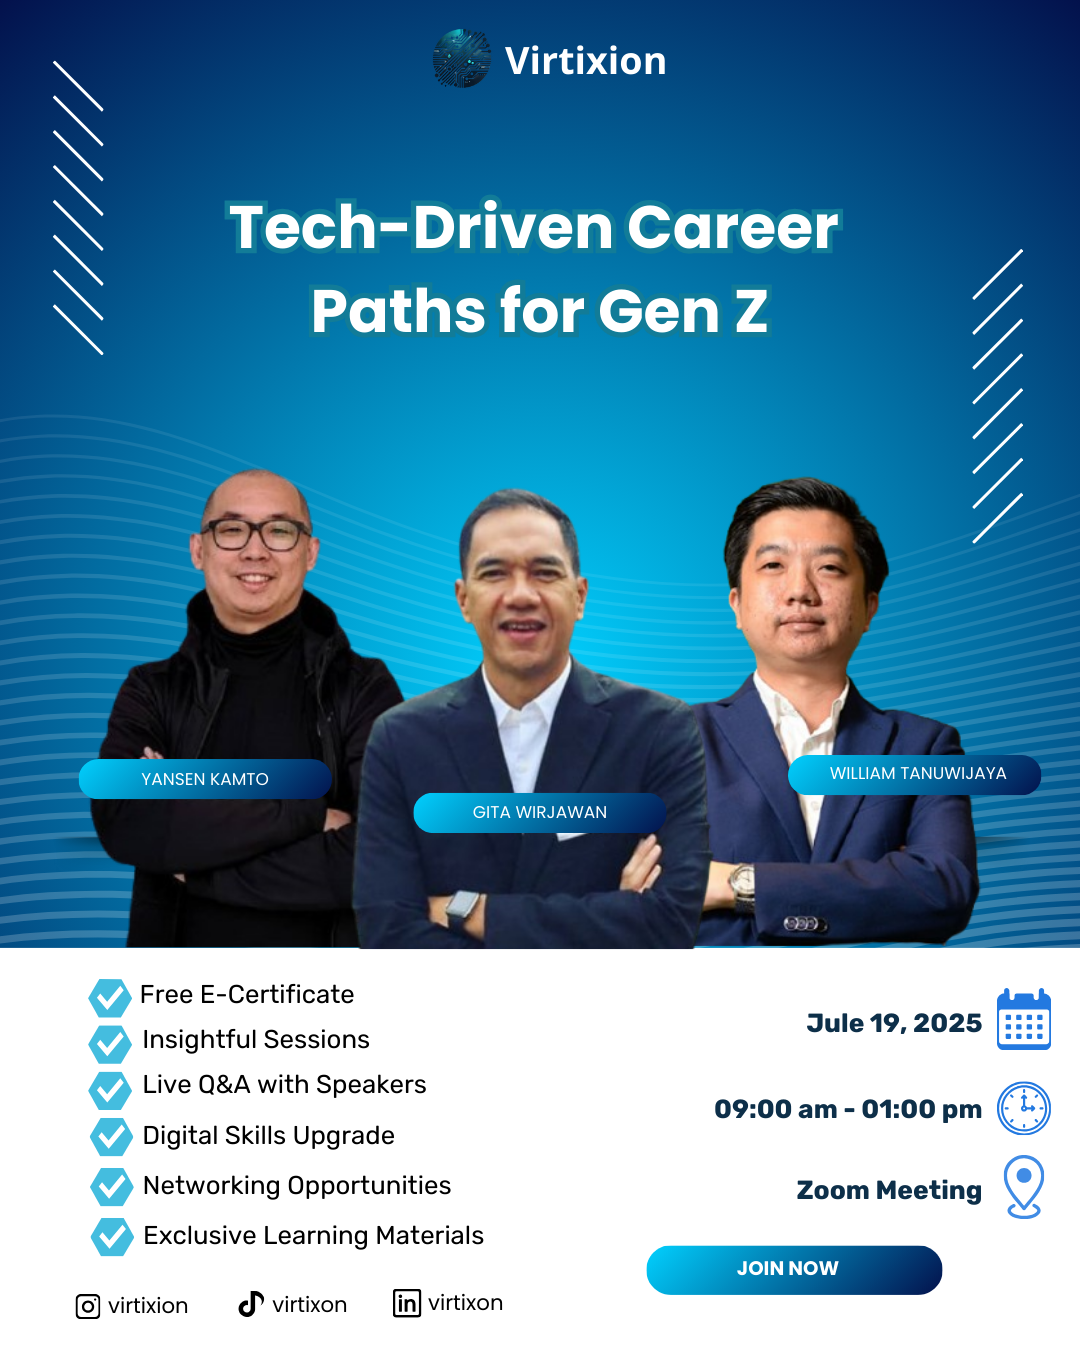 Virtixion
Tech-Driven Career
Paths for Gen Z
YANSEN KAMTO
GITA WIRJAWAN
WILLIAM TANUWIJAYA
Free E-Certificate
Insightful Sessions
Live Q&A with Speakers
Digital Skills Upgrade
Networking Opportunities
Exclusive Learning Materials
Jule 19, 2025
09:00 am - 01:00 pm
Zoom Meeting
JOIN NOW
virtixion
virtixon
virtixon